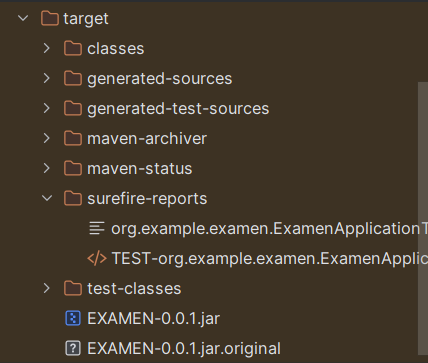 target
classes
generated-sources
generated-test-sources
maven-archiver
maven-status
surefire-reports
org.example.examen.ExamenApplicationT
TEST-org.example.examen.ExamenApplic
test-classes
EXAMEN-0.0.1.jar
EXAMEN-0.0.1.jar.original